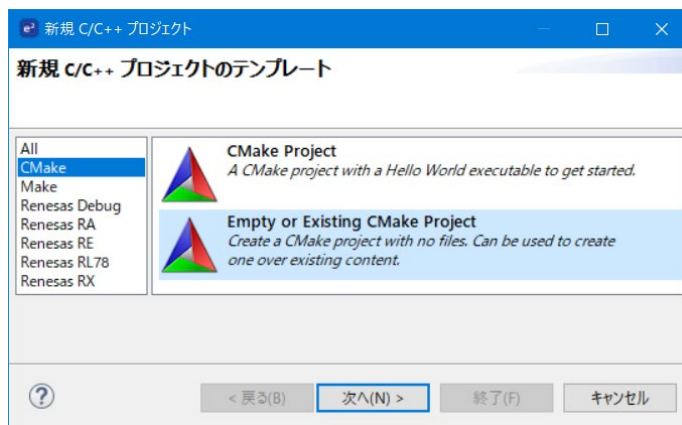 e² 新規 C/C++ プロジェクト
新規 C/C++ プロジェクトのテンプレート
All
CMake
Make
Renesas Debug
Renesas RA
Renesas RE
Renesas RL78
Renesas RX
CMake Project
A CMake project with a Hello World executable to get started.
Empty or Existing CMake Project
Create a CMake project with no files. Can be used to create
one over existing content.
?
< 戻る(B)
次へ(N) >
終了(F)
キャンセル